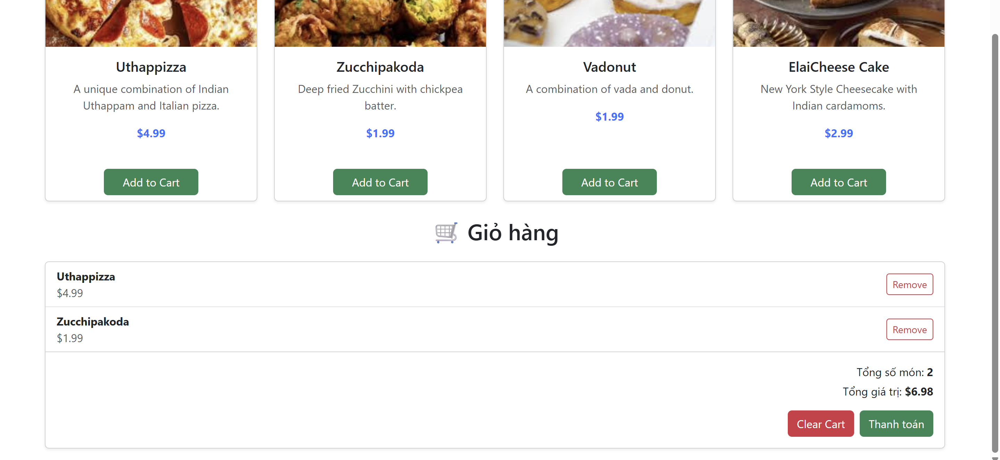 Uthappizza
A unique combination of Indian
Uthappam and Italian pizza.
$4.99
Add to Cart
Zucchipakoda
Deep fried Zucchini with chickpea
batter.
$1.99
Add to Cart
Vadonut
A combination of vada and donut.
$1.99
Add to Cart
ElaiCheese Cake
New York Style Cheesecake with
Indian cardamoms.
$2.99
Add to Cart
🛒 Giỏ hàng
Uthappizza
$4.99
Remove
Zucchipakoda
$1.99
Remove
Tổng số món: 2
Tổng giá trị: $6.98
Clear Cart
Thanh toán